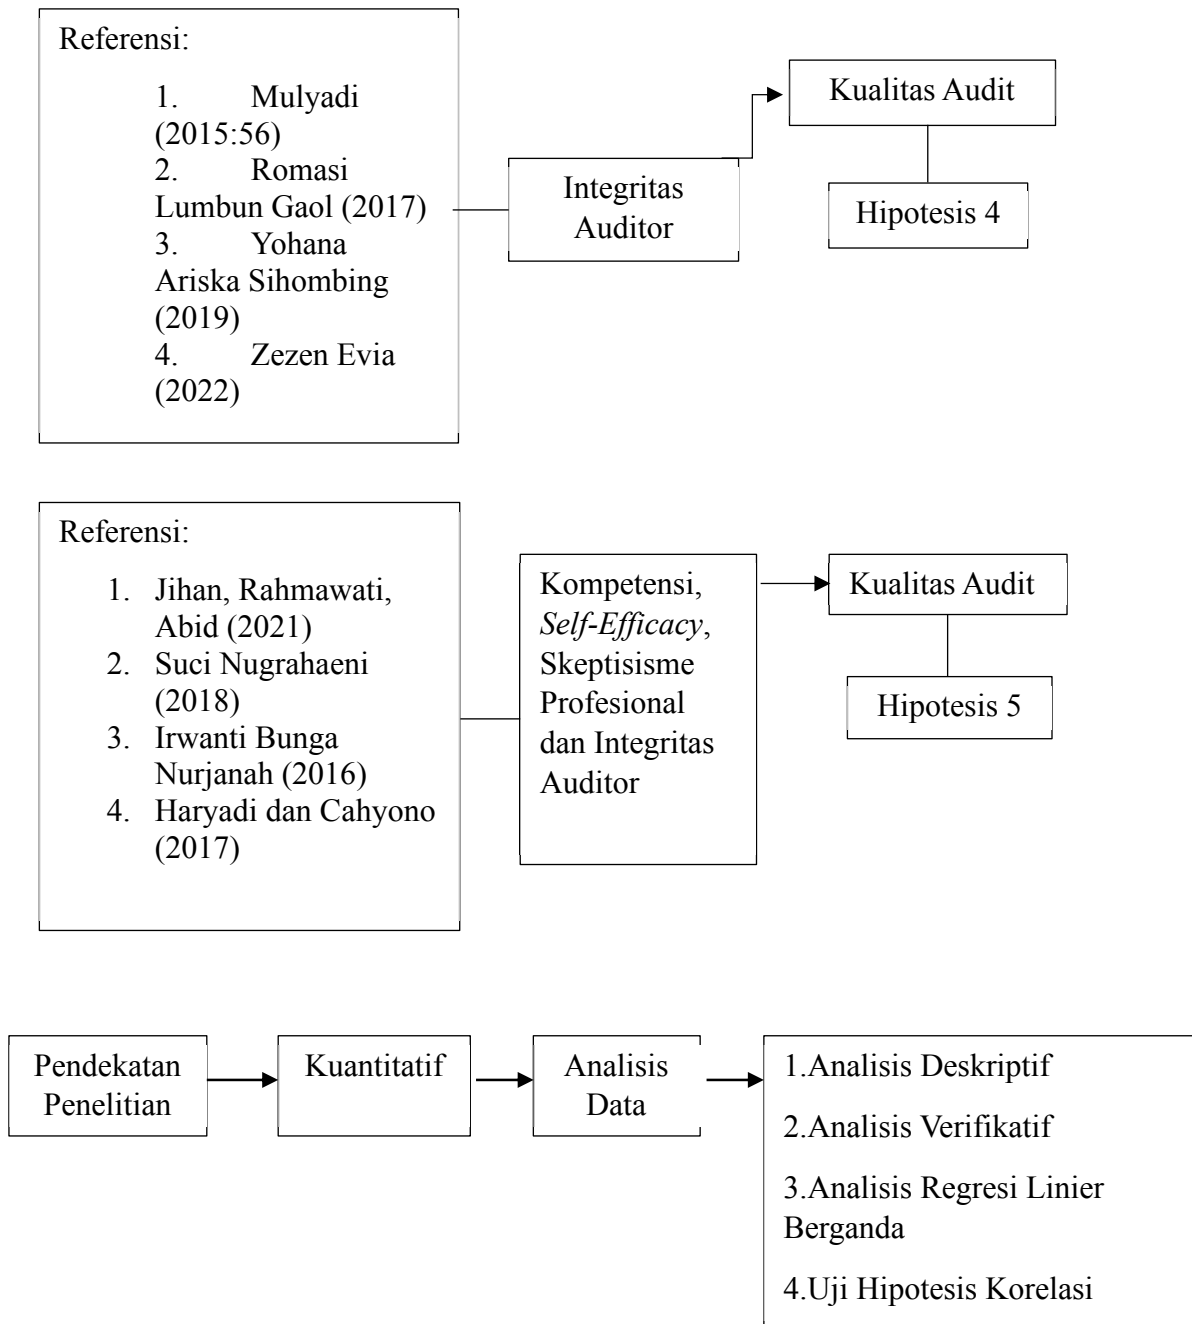 Referensi:
1. Mulyadi
(2015:56)
2. Romasi
Lumbun Gaol (2017)
3. Yohana
Ariska Sihombing
(2019)
4. Zezen Evia
(2022)
Integritas
Auditor
Kualitas Audit
Hipotesis 4
Referensi:
1. Jihan, Rahmawati,
Abid (2021)
2. Suci Nugrahaeni
(2018)
3. Irwanti Bunga
Nurjanah (2016)
4. Haryadi dan Cahyono
(2017)
Kompetensi,
Self-Efficacy,
Skeptisisme
Profesional
dan Integritas
Auditor
Kualitas Audit
Hipotesis 5
Pendekatan
Penelitian
Kuantitatif
Analisis
Data
1.Analisis Deskriptif
2.Analisis Verifikatif
3.Analisis Regresi Linier
Berganda
4.Uji Hipotesis Korelasi